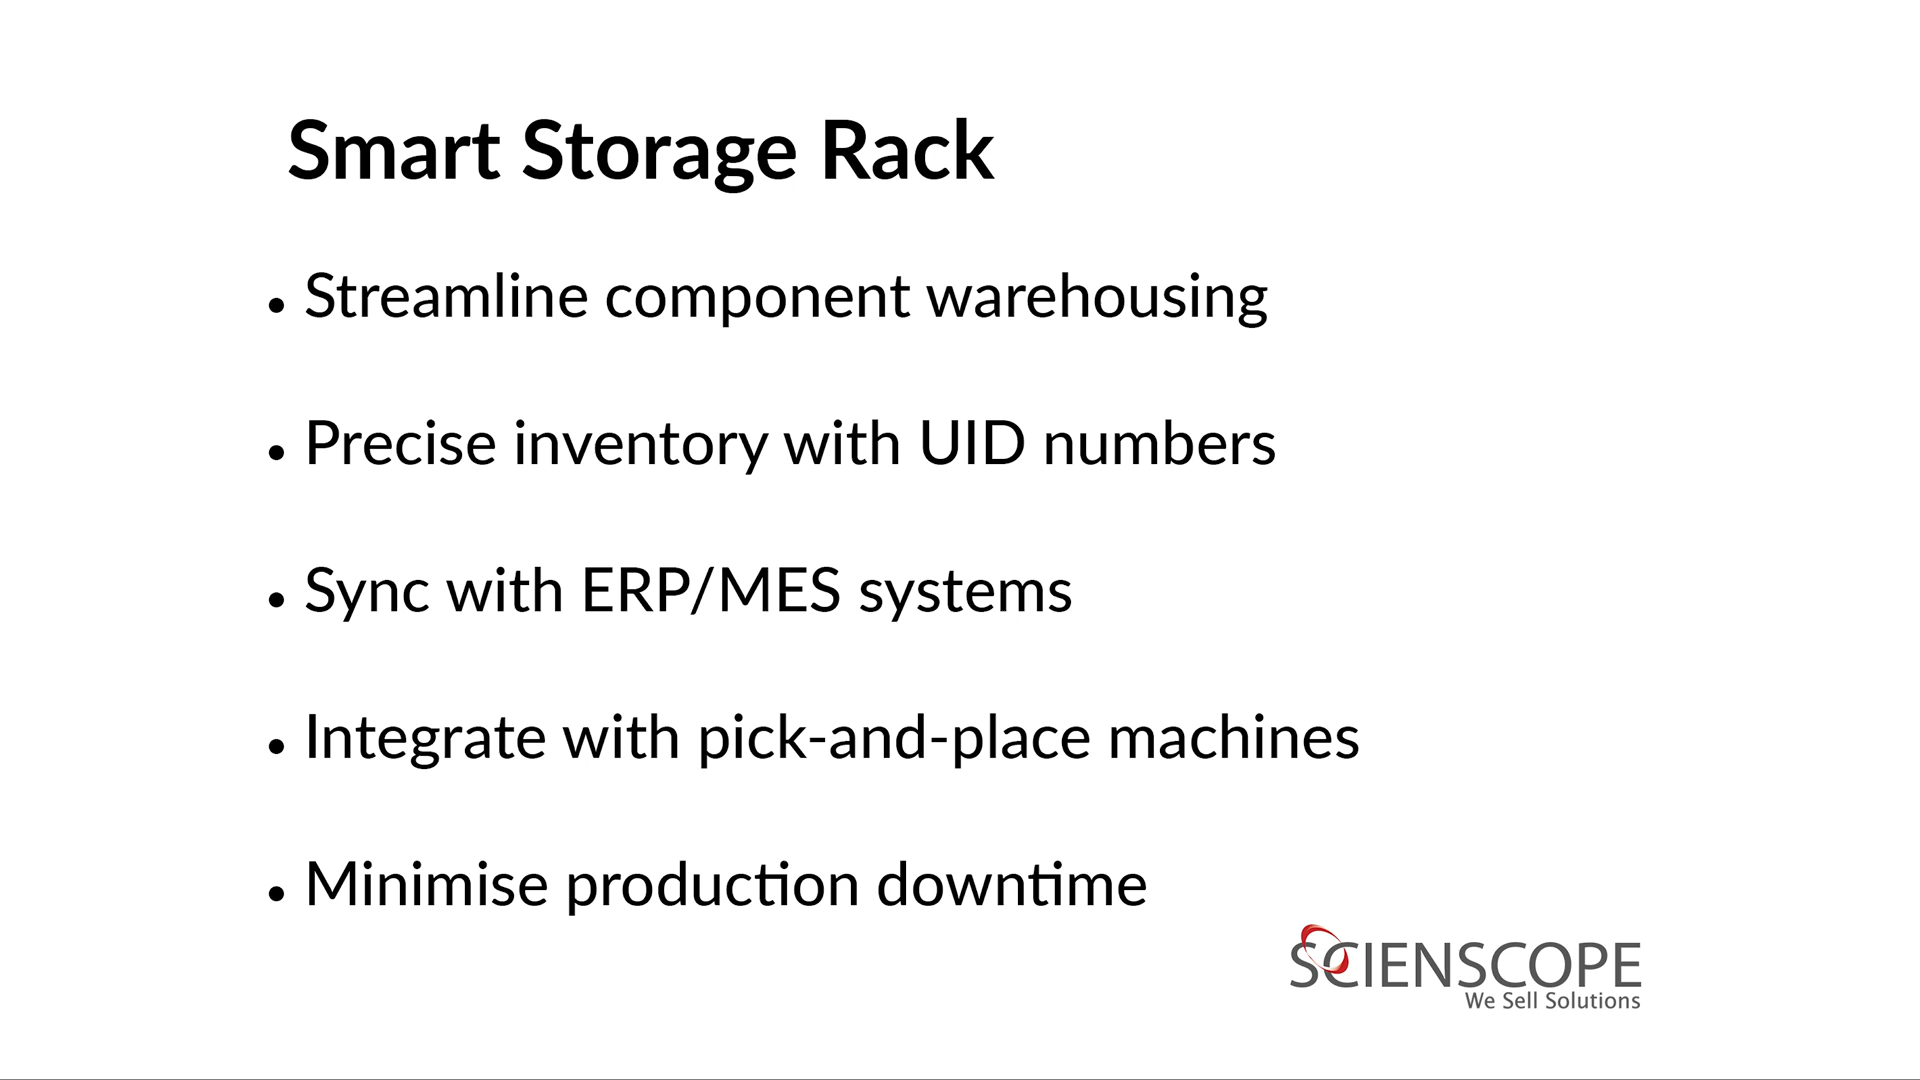 Smart Storage Rack
• Streamline component warehousing
• Precise inventory with UID numbers
• Sync with ERP/MES systems
• Integrate with pick-and-place machines
• Minimise production downtime
SCIENSCOPE
We Sell Solutions